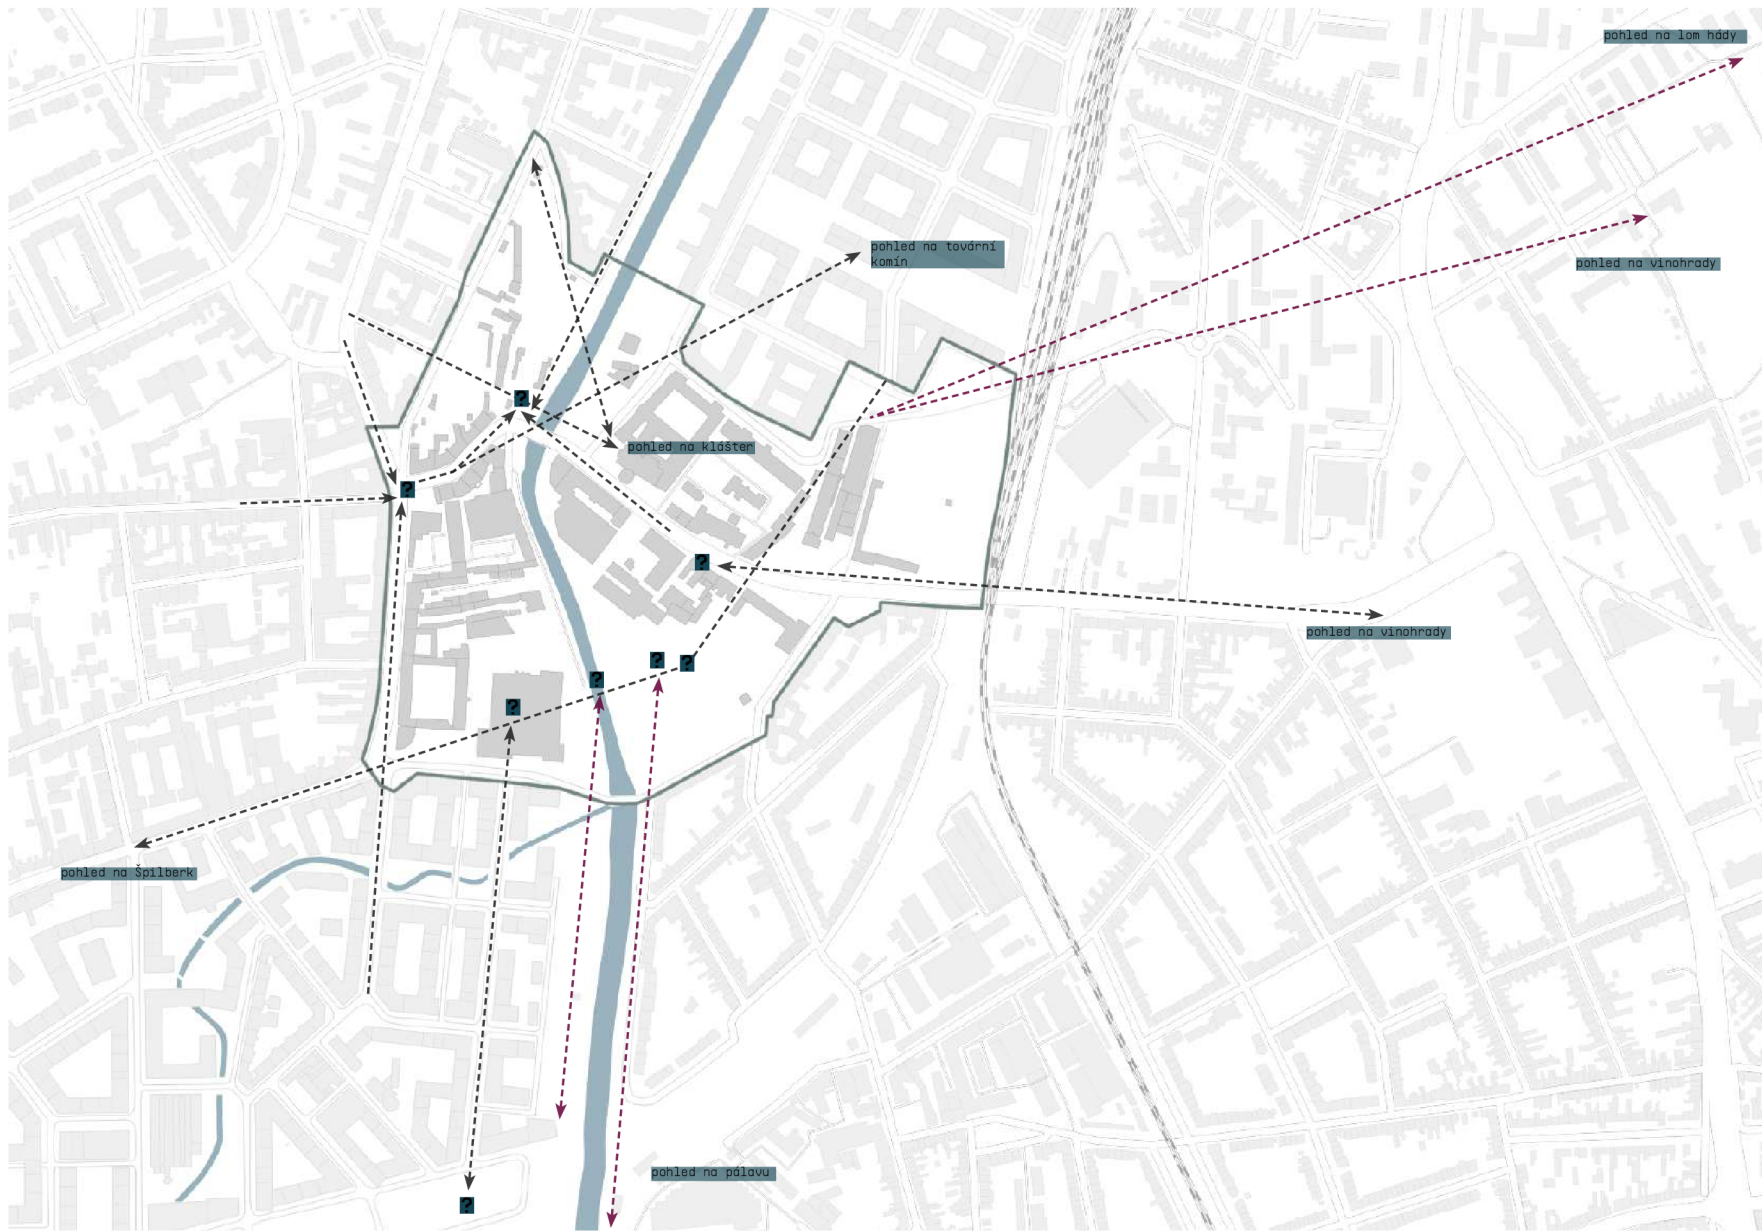 pohled na lom hády
pohled na tovární
komín
pohled na vinohrady
?
pohled na klášter
?
?
pohled na vinohrady
?
?
?
?
pohled na Špilberk
pohled na pálavu
?